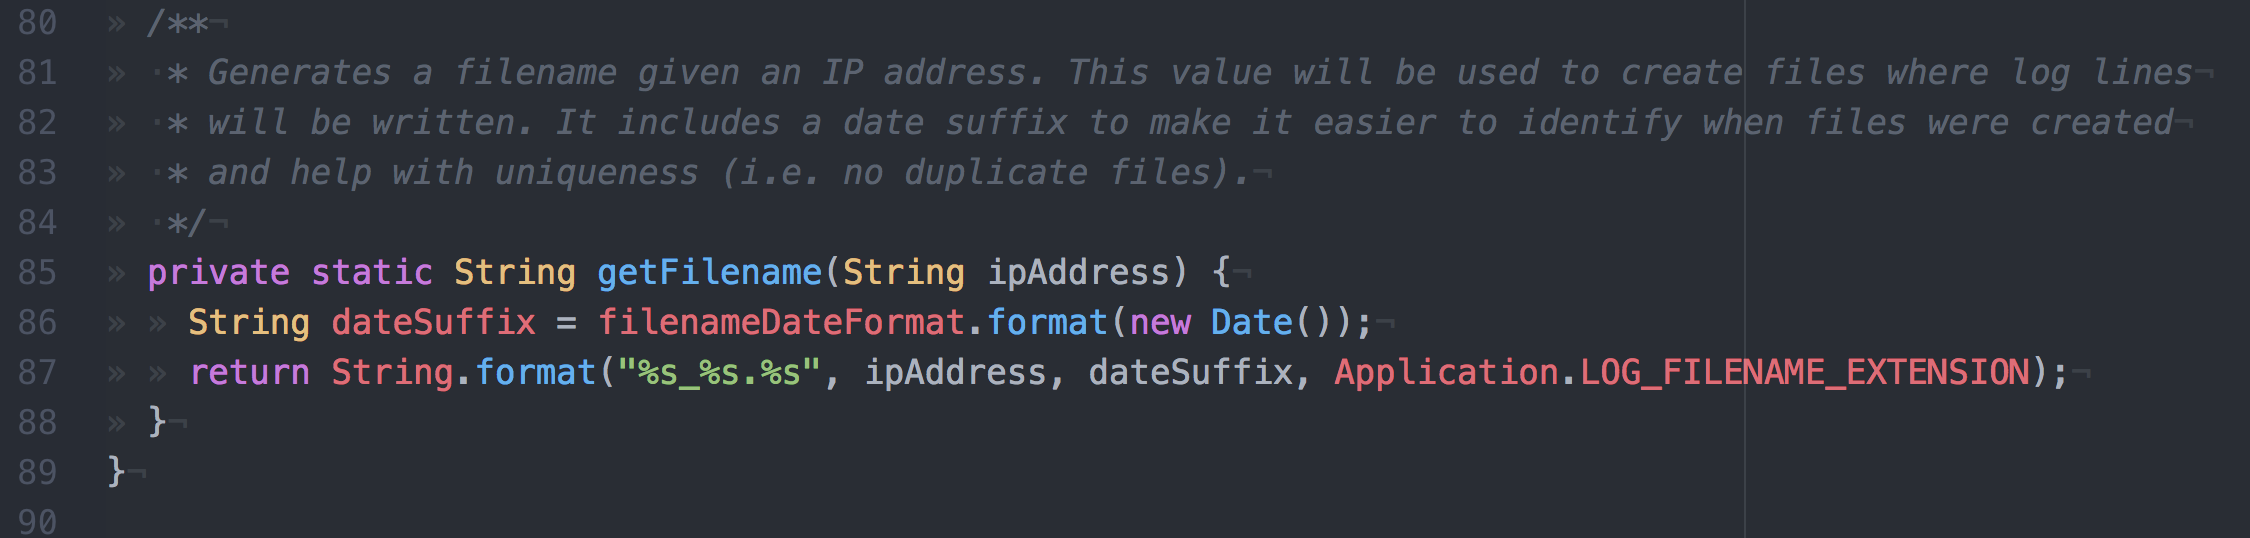 80 » /**¬
81 » ·* Generates a filename given an IP address. This value will be used to create files where log lines¬
82 » ·* will be written. It includes a date suffix to make it easier to identify when files were created¬
83 » ·* and help with uniqueness (i.e. no duplicate files).¬
84 » ·*/¬
85 » private static String getFilename(String ipAddress) {¬
86 » » String dateSuffix = filenameDateFormat.format(new Date());¬
87 » » return String.format("%s_%s.%s", ipAddress, dateSuffix, Application.LOG_FILENAME_EXTENSION);¬
88 » }¬
89 }¬
90